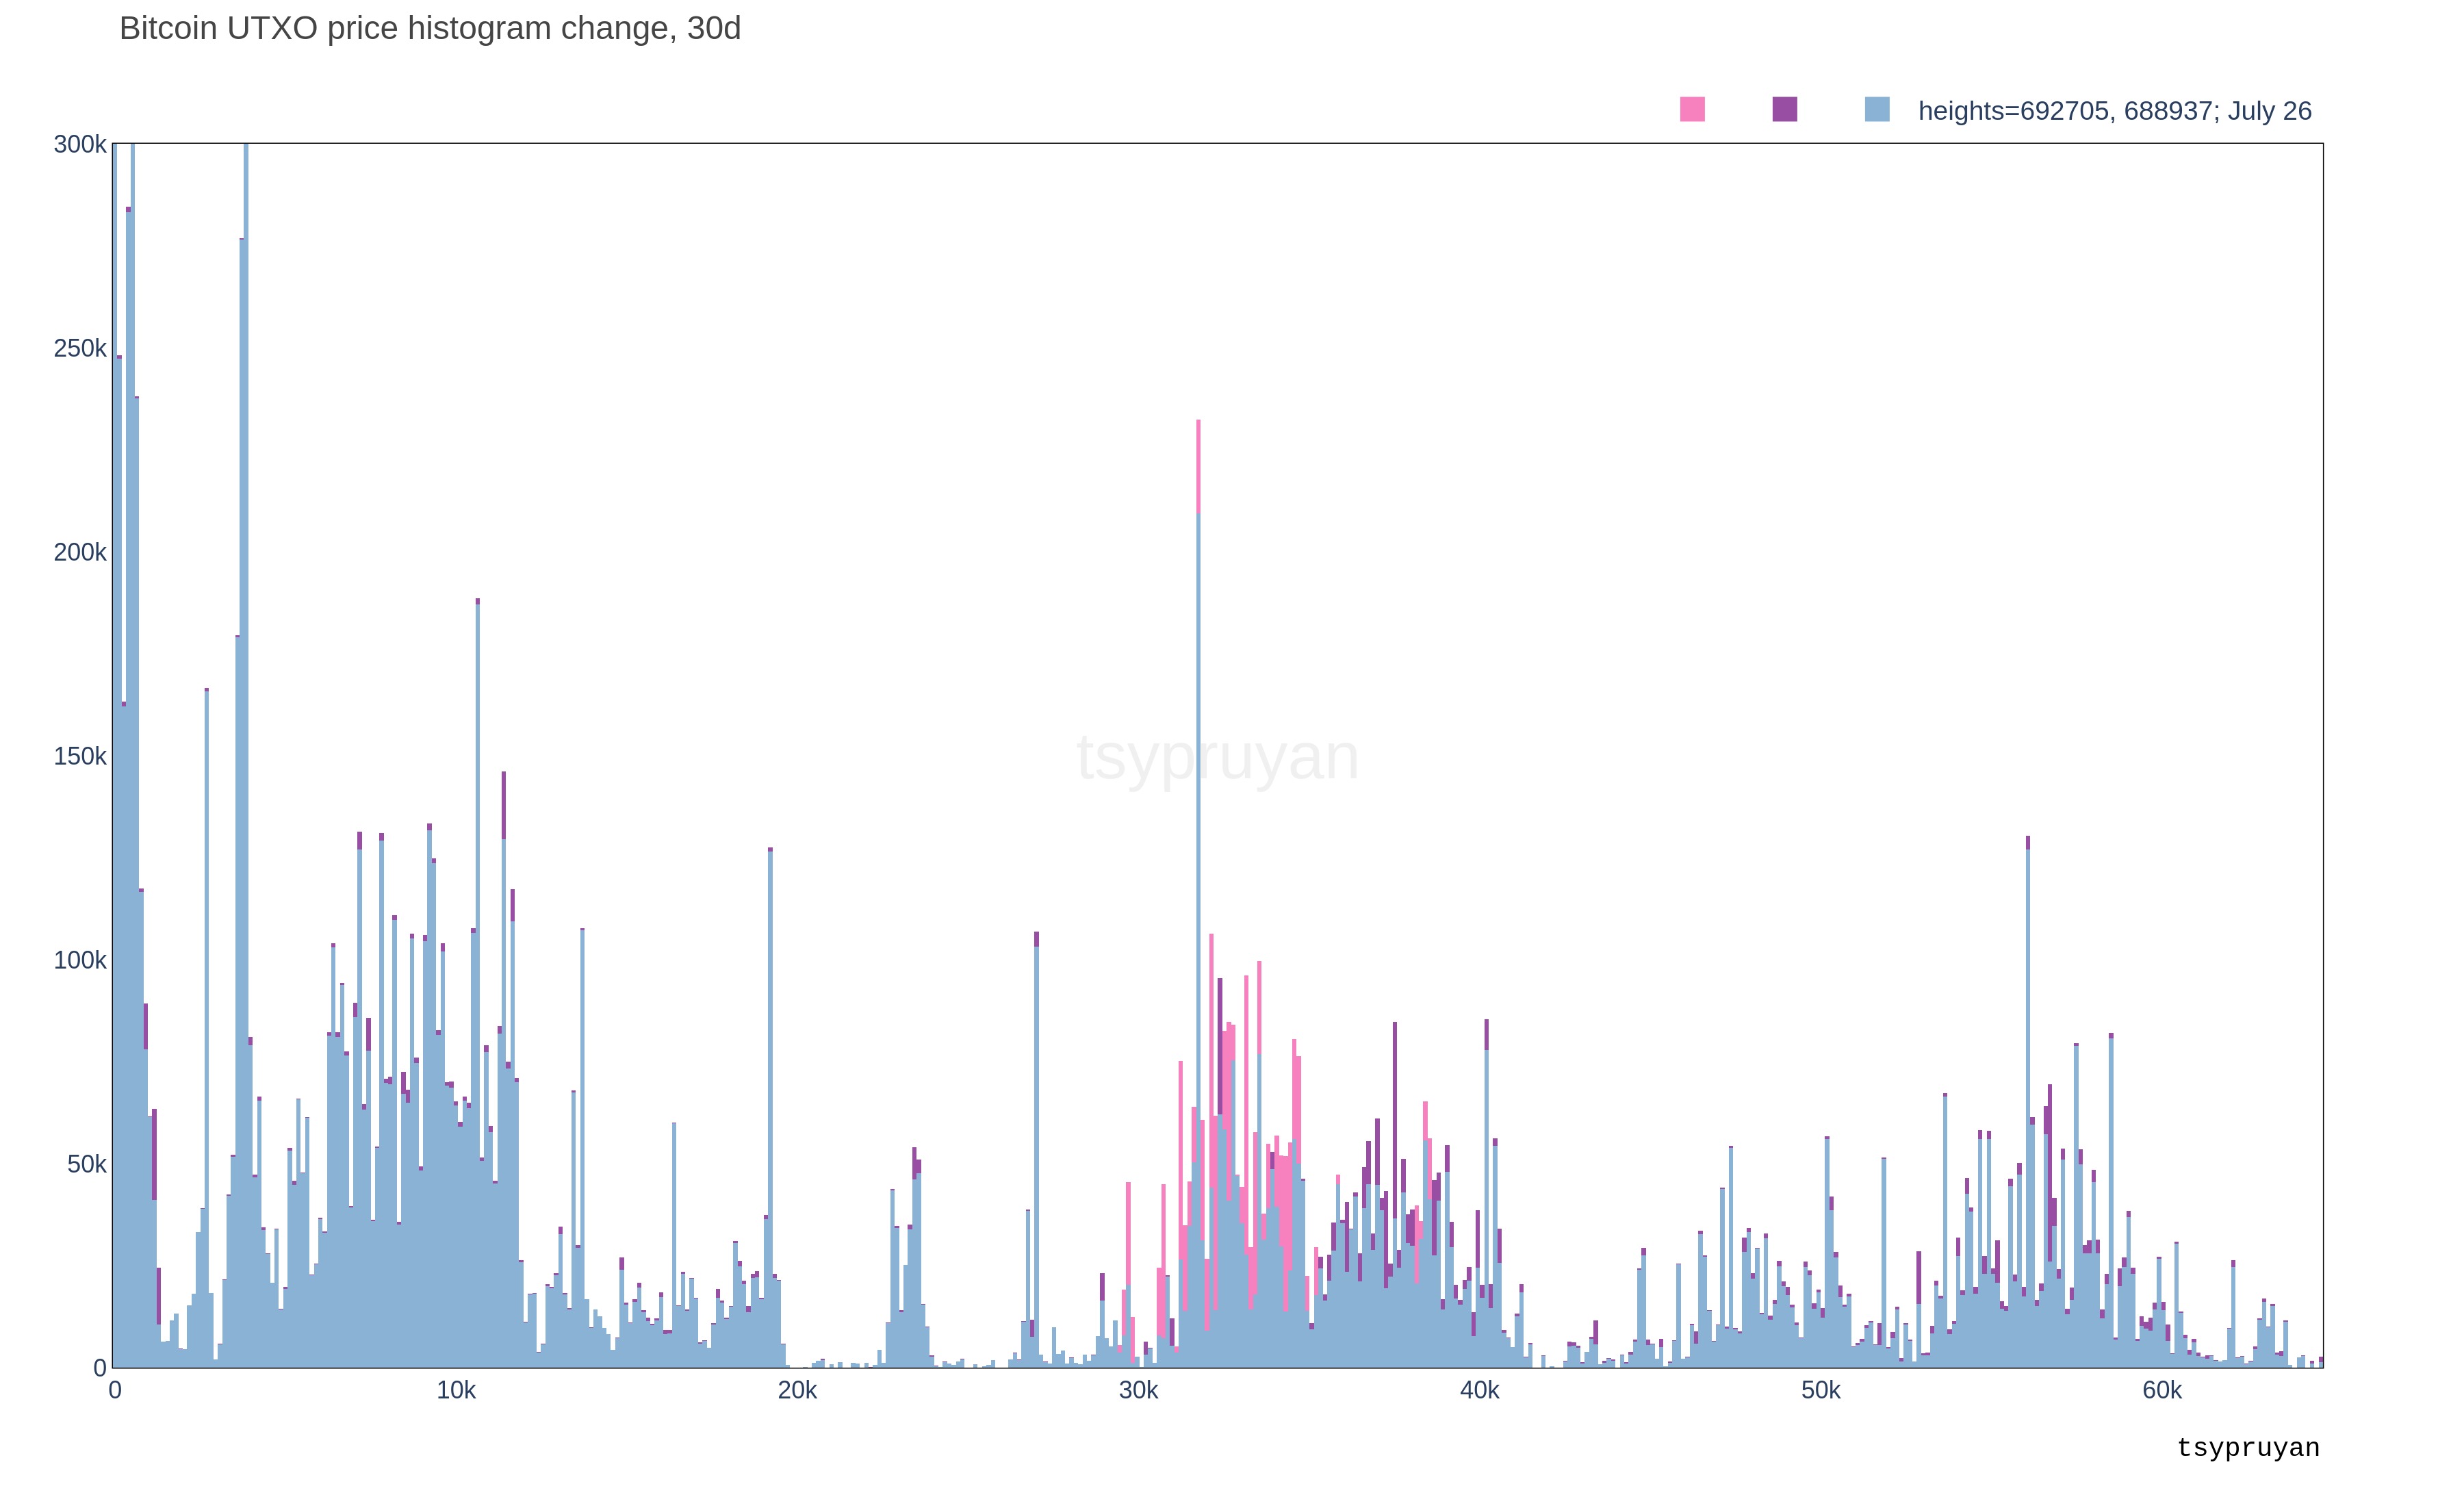 Bitcoin UTXO price histogram change, 30d
heights=692705, 688937; July 26
300k
250k
200k
150k
100k
50k
0
tsypruyan
0 10k 20k 30k 40k 50k 60k
tsypruyan